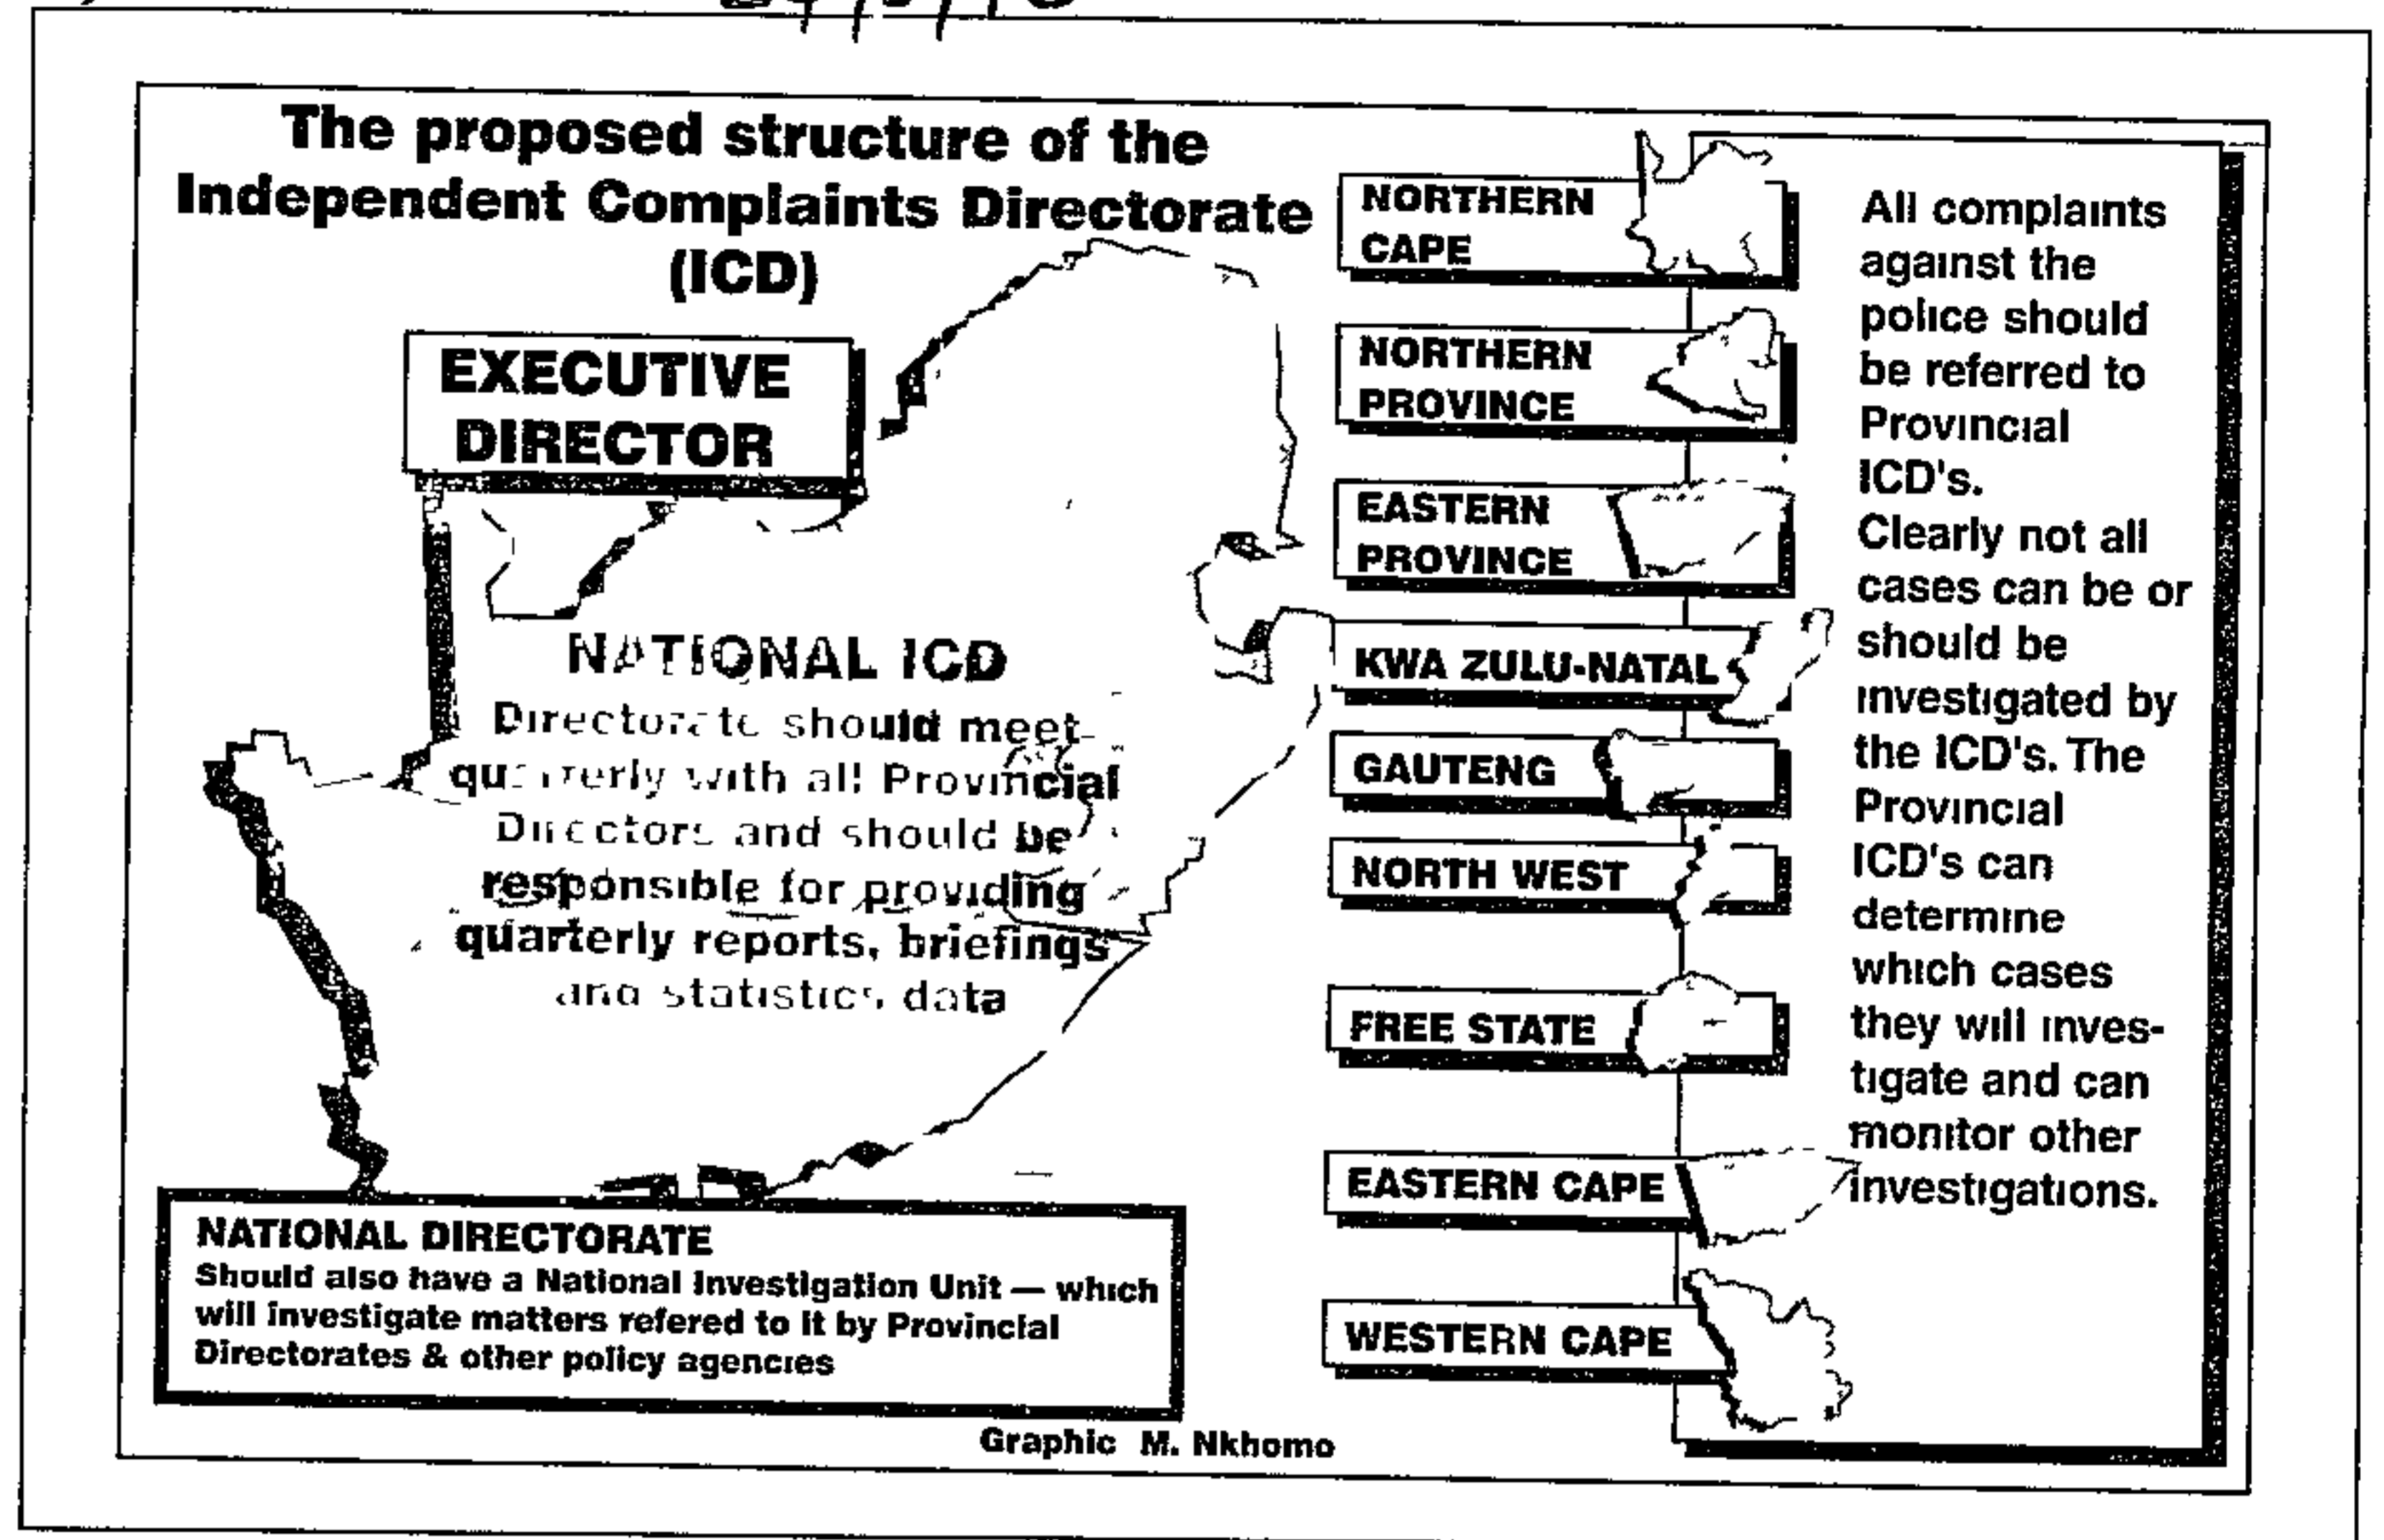 The proposed structure of the
Independent Complaints Directorate
(ICD)
EXECUTIVE
DIRECTOR
NATIONAL ICD
Directorate should meet
quarterly with all Provincial
Directors and should be
responsible for providing
quarterly reports, briefings
and statistics data
NATIONAL DIRECTORATE
Should also have a National Investigation Unit — which
will investigate matters refered to it by Provincial
Directorates & other policy agencies
NORTHERN
CAPE
NORTHERN
PROVINCE
EASTERN
PROVINCE
KWA ZULU-NATAL
GAUTENG
NORTH WEST
FREE STATE
EASTERN CAPE
WESTERN CAPE
All complaints
against the
police should
be referred to
Provincial
ICD's.
Clearly not all
cases can be or
should be
investigated by
the ICD's. The
Provincial
ICD's can
determine
which cases
they will inves-
tigate and can
monitor other
investigations.
Graphic M. Nkhomo